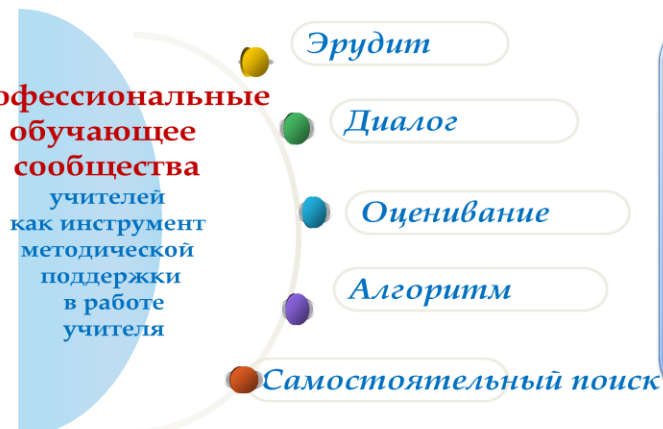 офессиональные
обучающее
сообщества
учителей
как инструмент
методической
поддержки
в работе
учителя
Эрудит
Диалог
Оценивание
Алгоритм
Самостоятельный поиск